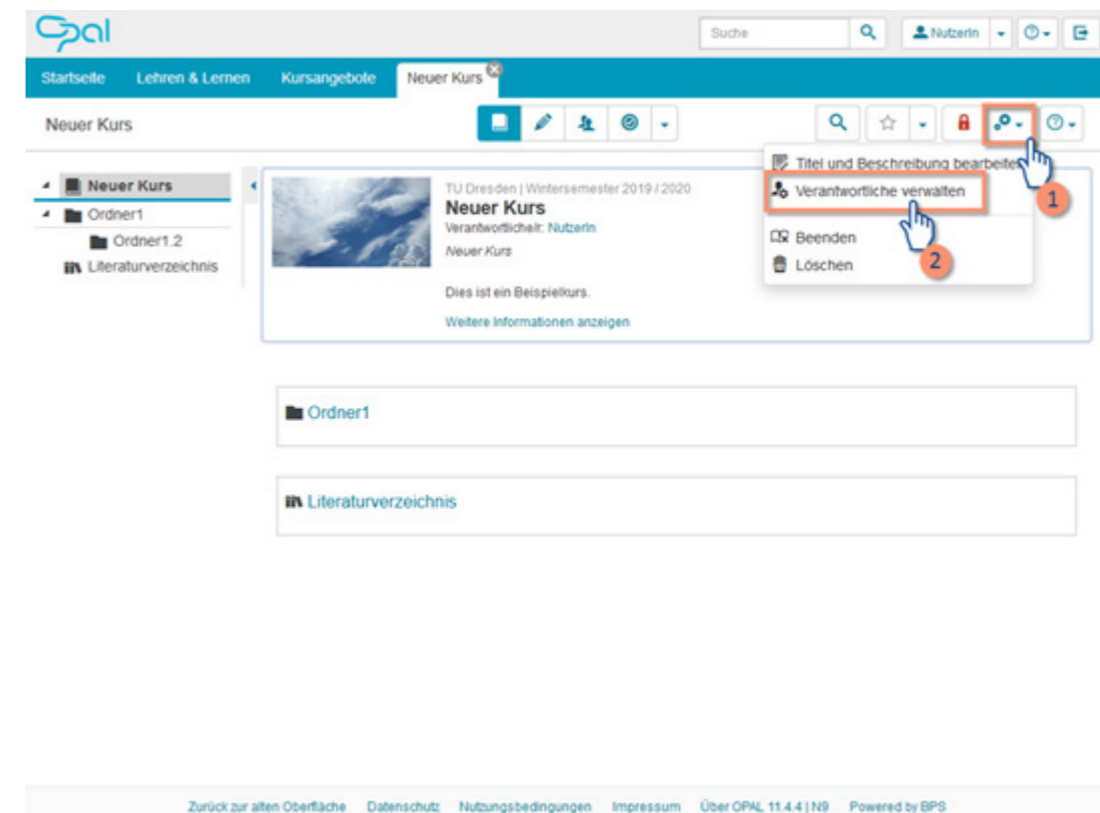 Opal
Suche
NutzerIn
Startseite Lehren & Lernen Kursangebote Neuer Kurs
Neuer Kurs
Titel und Beschreibung bearbeiten
1
Verantwortliche verwalten
2
Beenden
Löschen
Neuer Kurs
Ordner1
Ordner1.2
Literaturverzeichnis
TU Dresden | Wintersemester 2019 / 2020
Neuer Kurs
Verantwortliche/r: NutzerIn
Neuer Kurs
Dies ist ein Beispielkurs.
Weitere Informationen anzeigen
Ordner1
Literaturverzeichnis
Zurück zur alten Oberfläche Datenschutz Nutzungsbedingungen Impressum Über OPAL 11.4.4 | N9 Powered by BPS